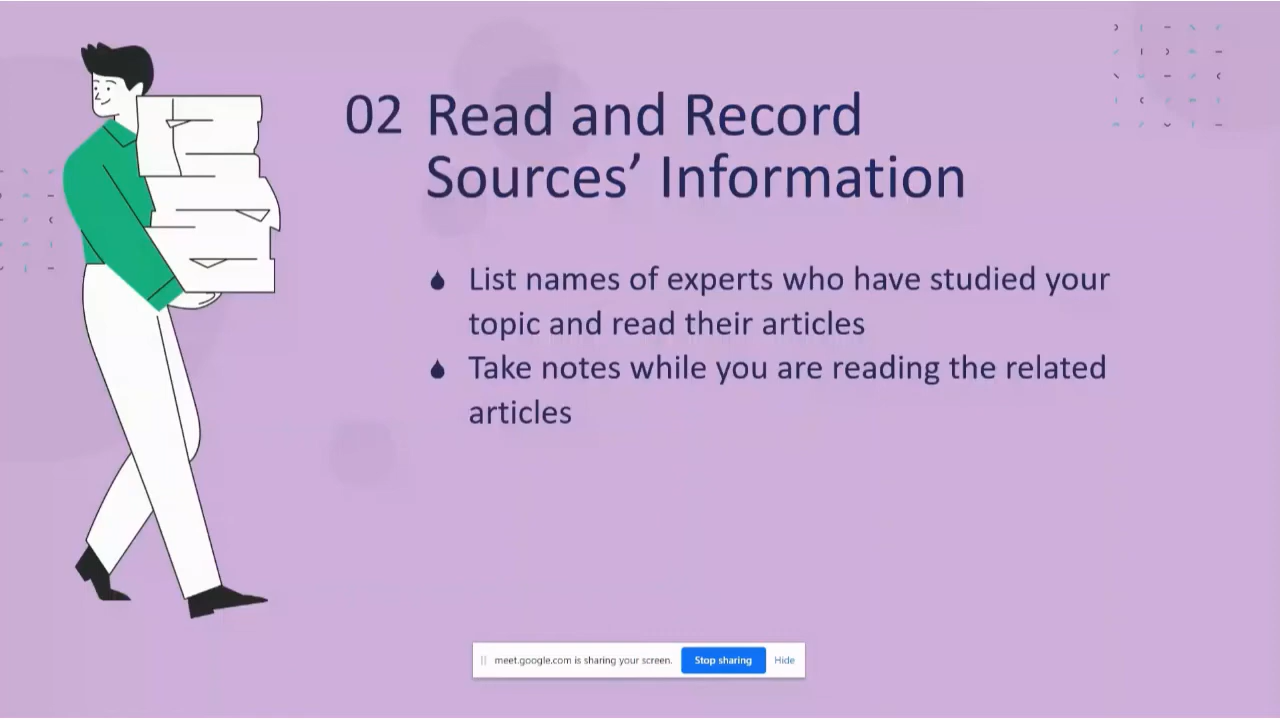 02 Read and Record
Sources’ Information
List names of experts who have studied your
topic and read their articles
Take notes while you are reading the related
articles
meet.google.com is sharing your screen. Stop sharing Hide